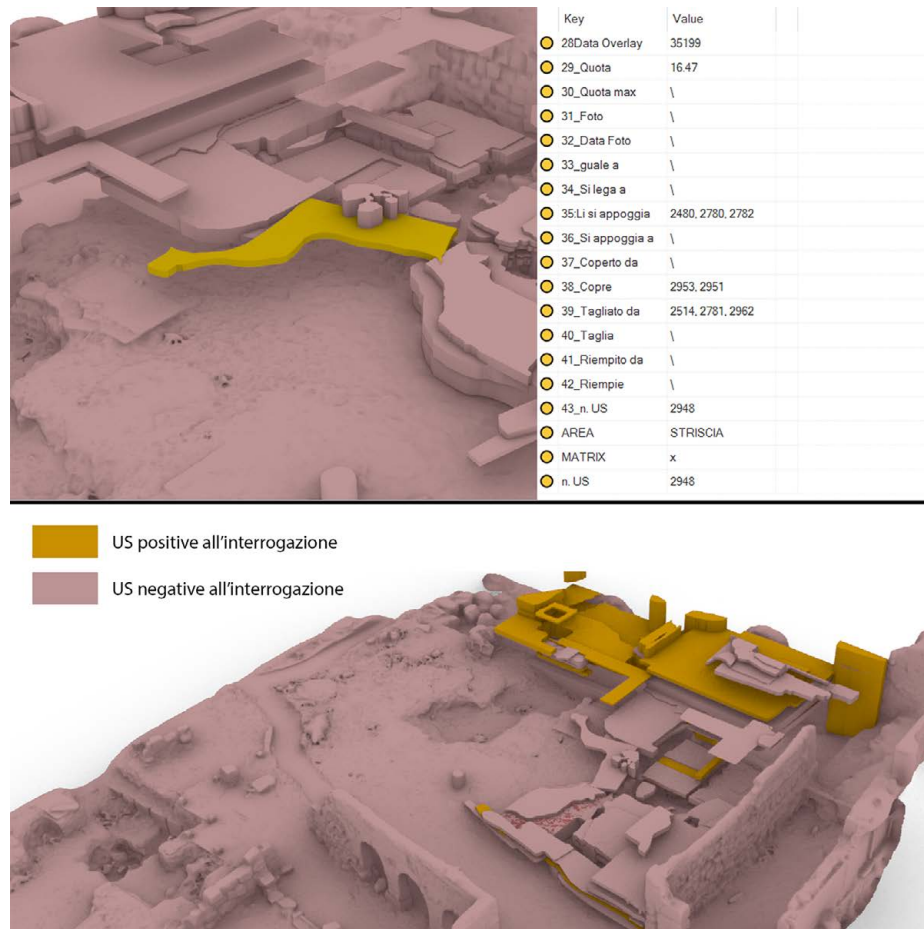 Key Value
28Data Overlay 35199
29_Quota 16.47
30_Quota max \
31_Foto \
32_Data Foto \
33_guale a \
34_Si lega a \
35:Li si appoggia 2480, 2780, 2782
36_Si appoggia a \
37_Coperto da \
38_Copre 2953, 2951
39_Tagliato da 2514, 2781, 2962
40_Taglia \
41_Riempito da \
42_Riempie \
43_n. US 2948
AREA STRISCIA
MATRIX x
n. US 2948
US positive all'interrogazione
US negative all'interrogazione